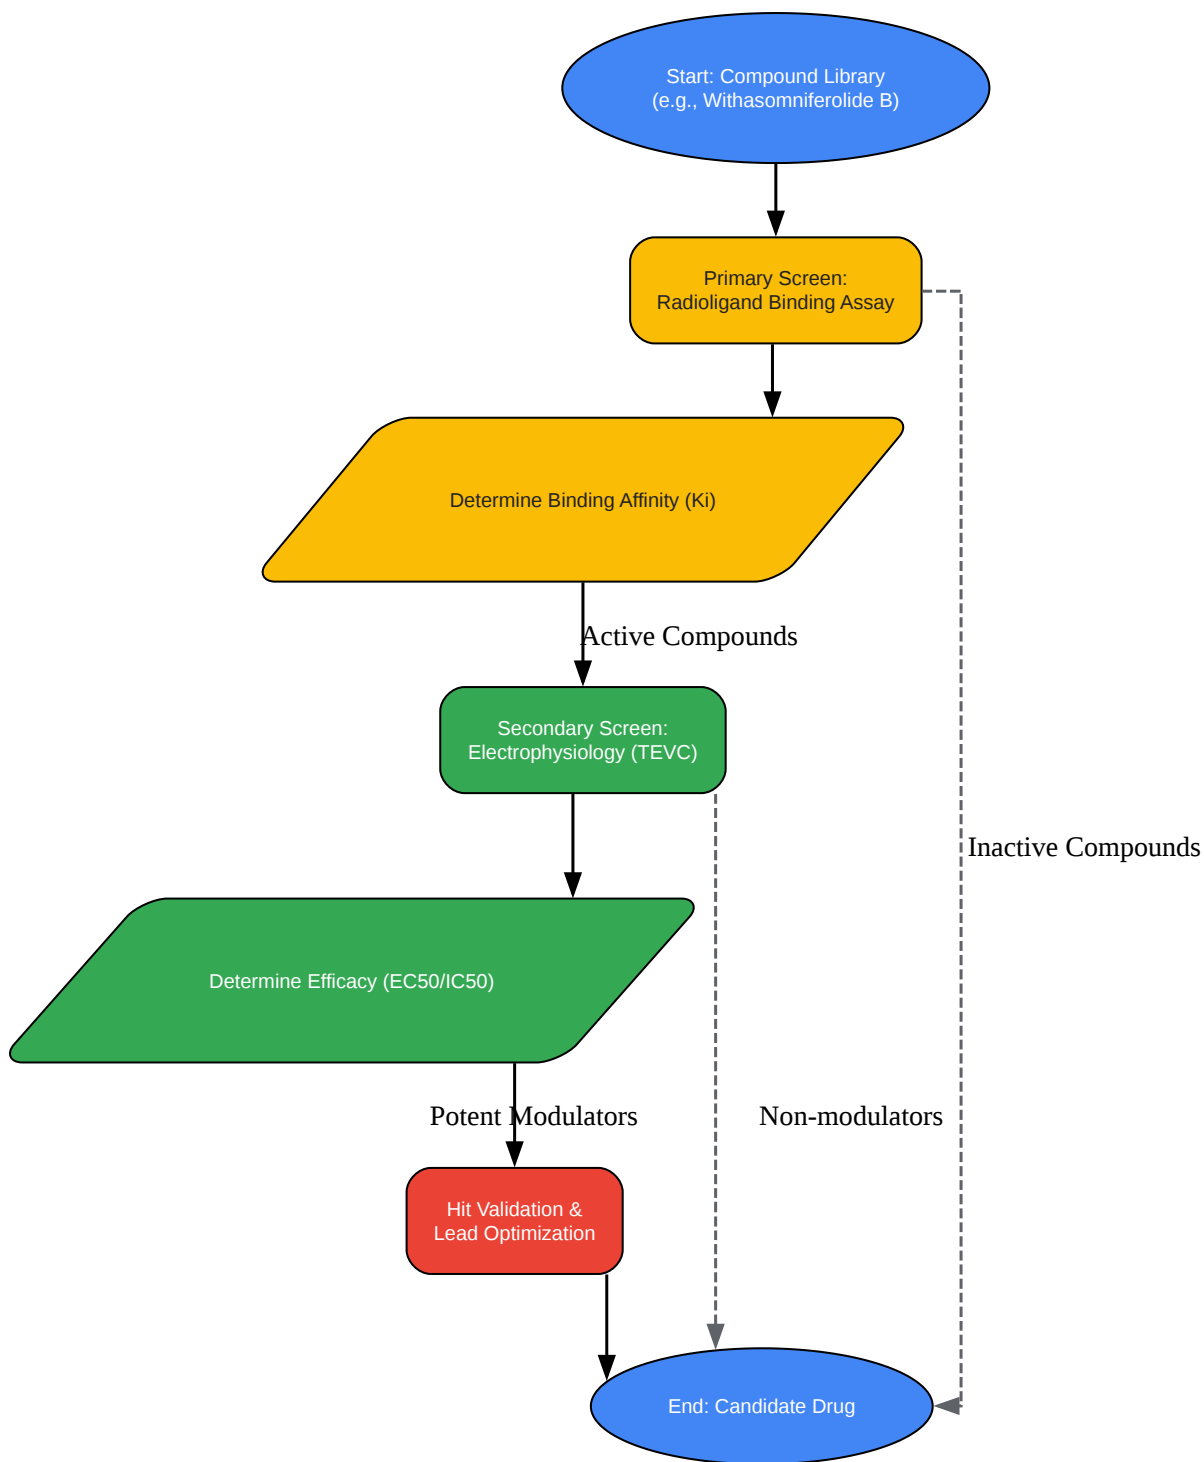 Start: Compound Library
(e.g., Withasomniferolide B)
Primary Screen:
Radioligand Binding Assay
Determine Binding Affinity (Ki)
Active Compounds
Secondary Screen:
Electrophysiology (TEVC)
Inactive Compounds
Determine Efficacy (EC50/IC50)
Potent Modulators
Non-modulators
Hit Validation &
Lead Optimization
End: Candidate Drug